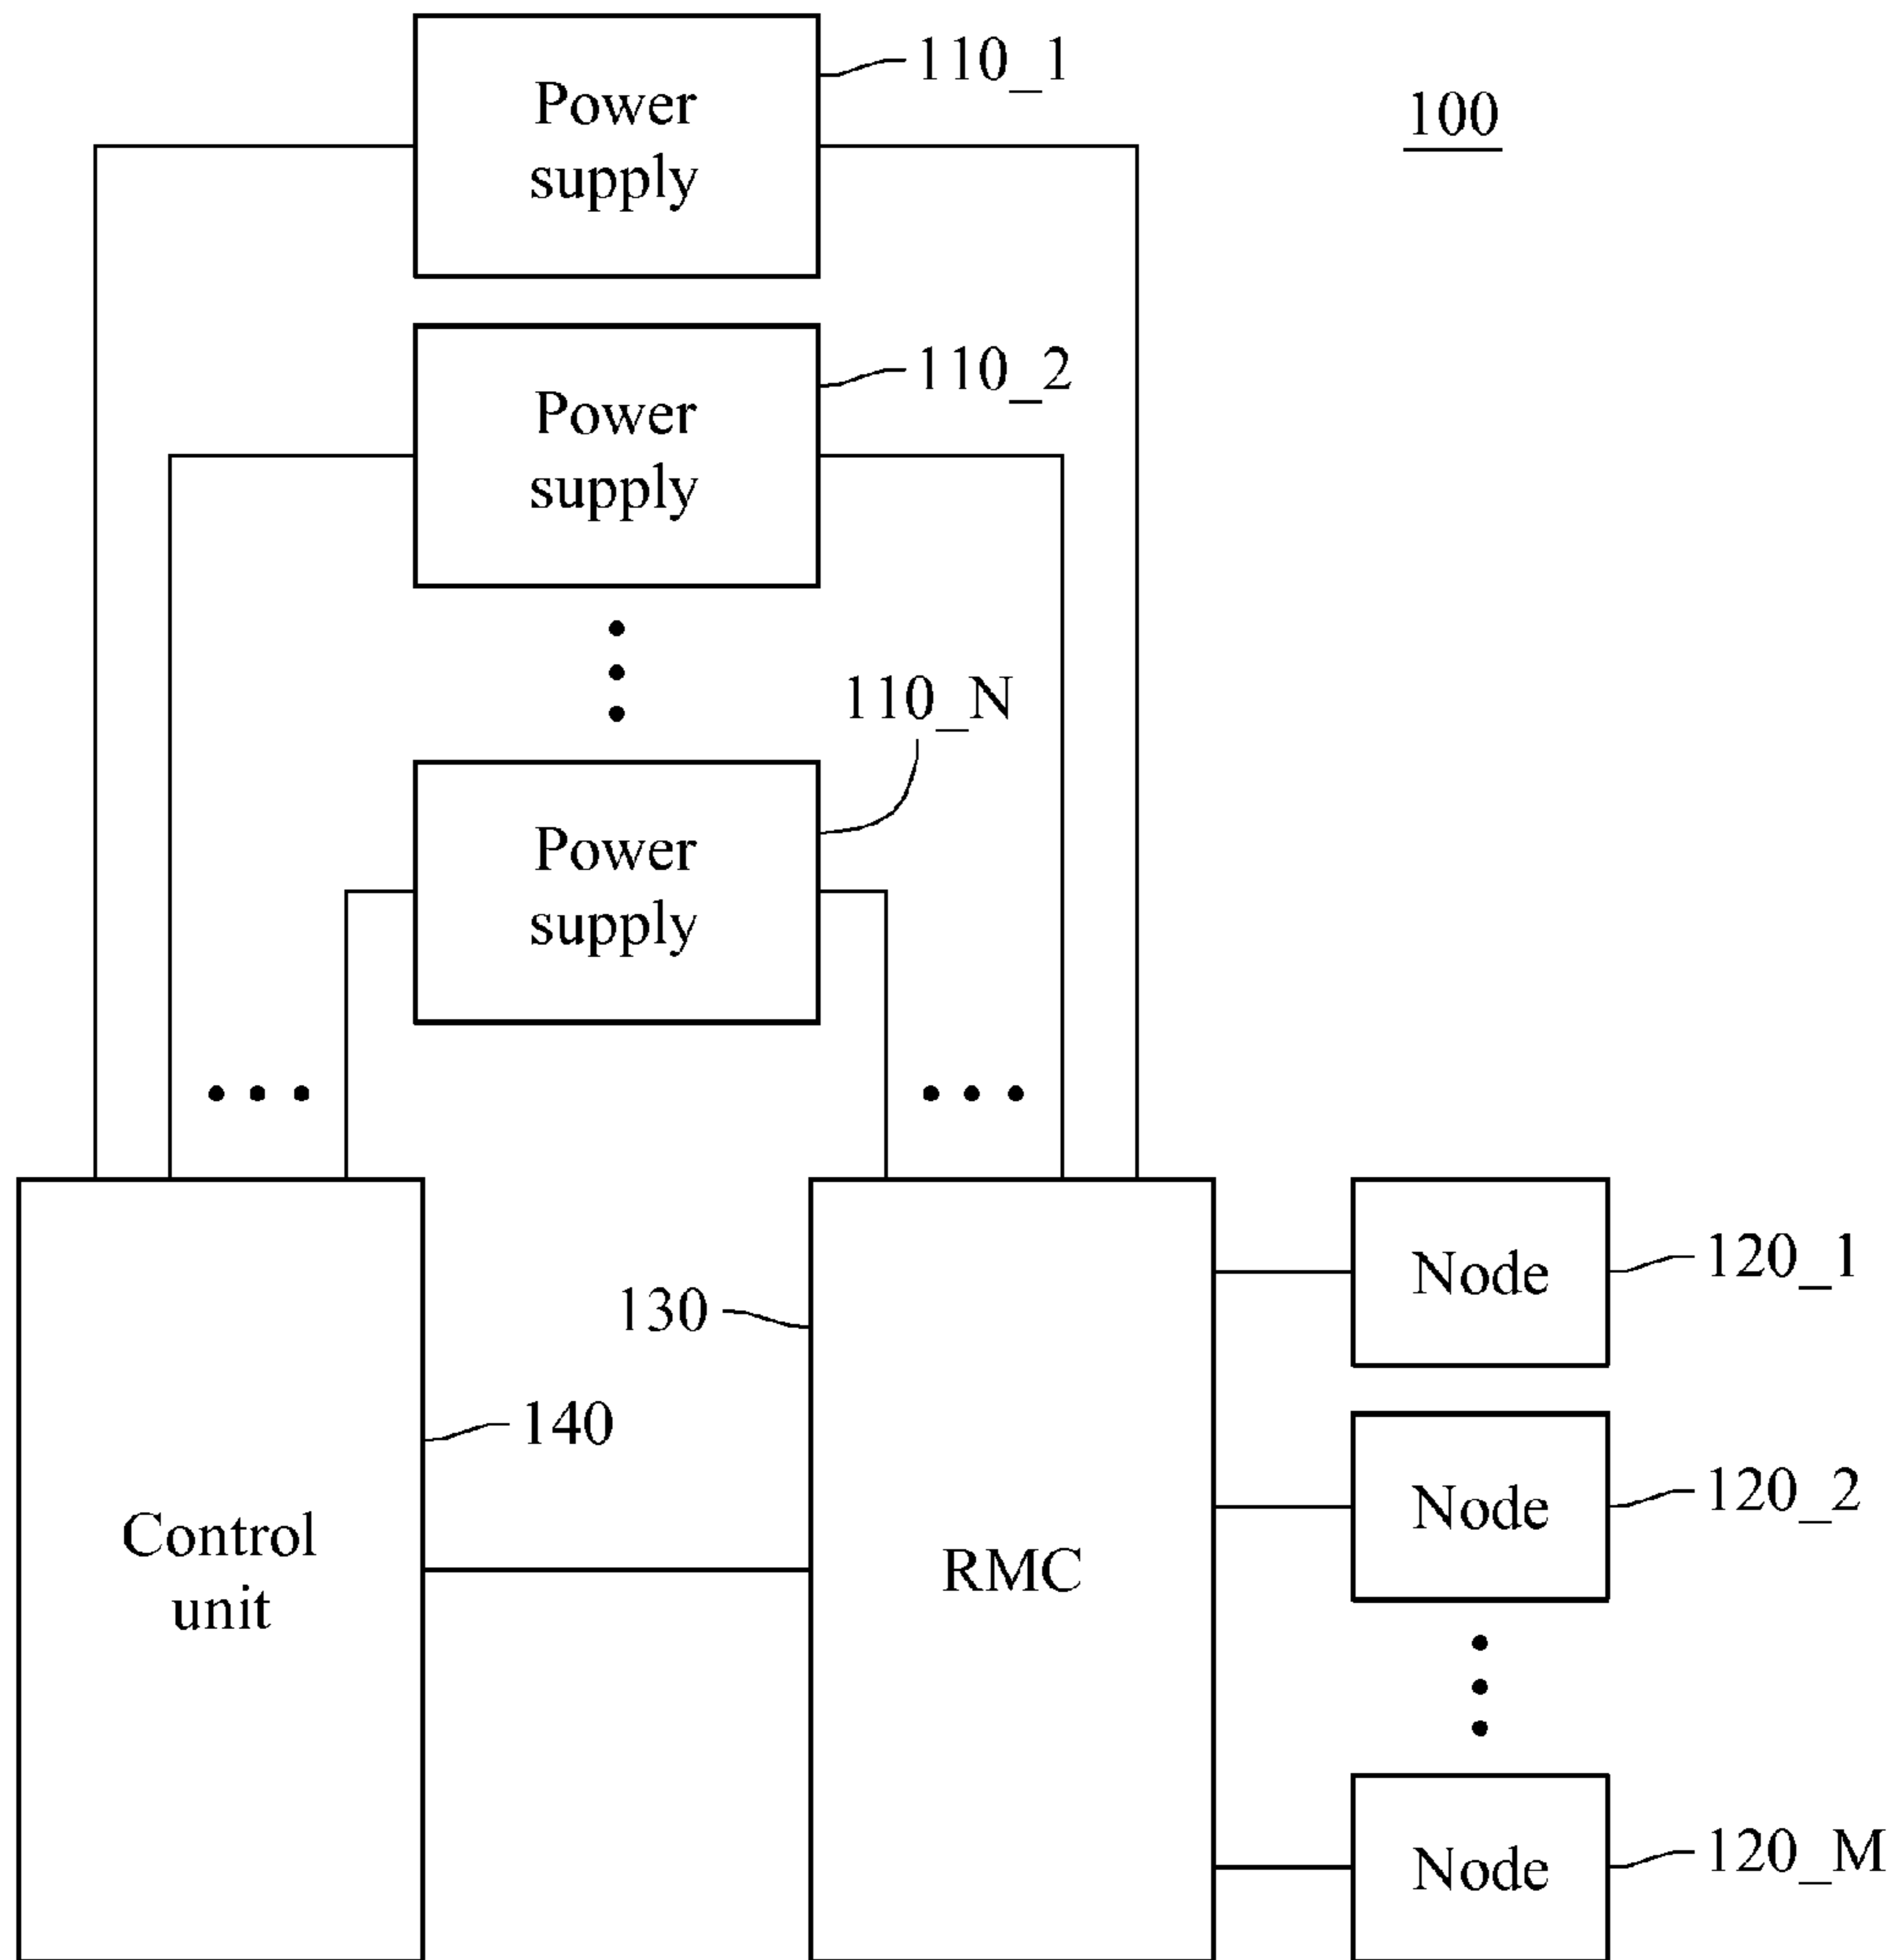 Power
supply
110_1
100
Power
supply
110_2
110_N
Power
supply
Control
unit
140
130
RMC
Node
120_1
Node
120_2
Node
120_M